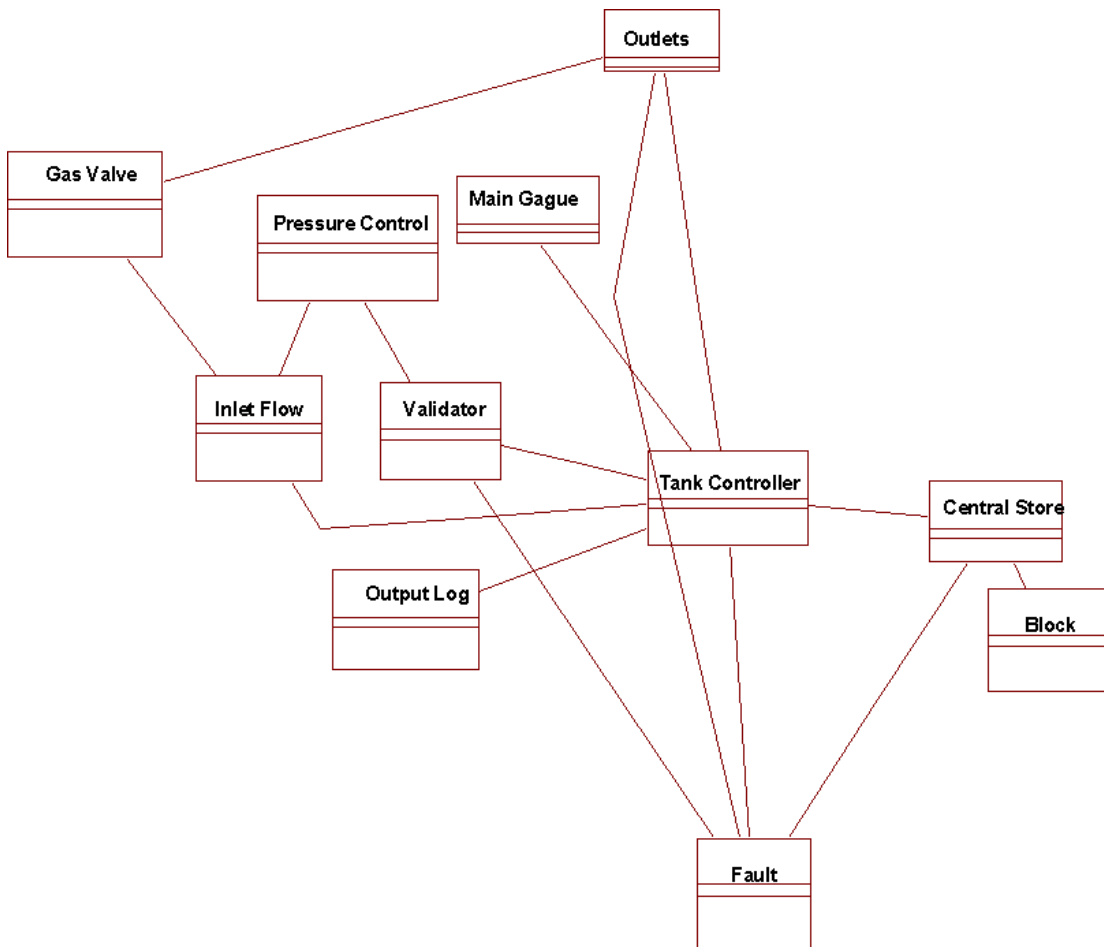 Outlets
Gas Valve
Main Gague
Pressure Control
Inlet Flow
Validator
Tank Controller
Central Store
Output Log
Block
Fault